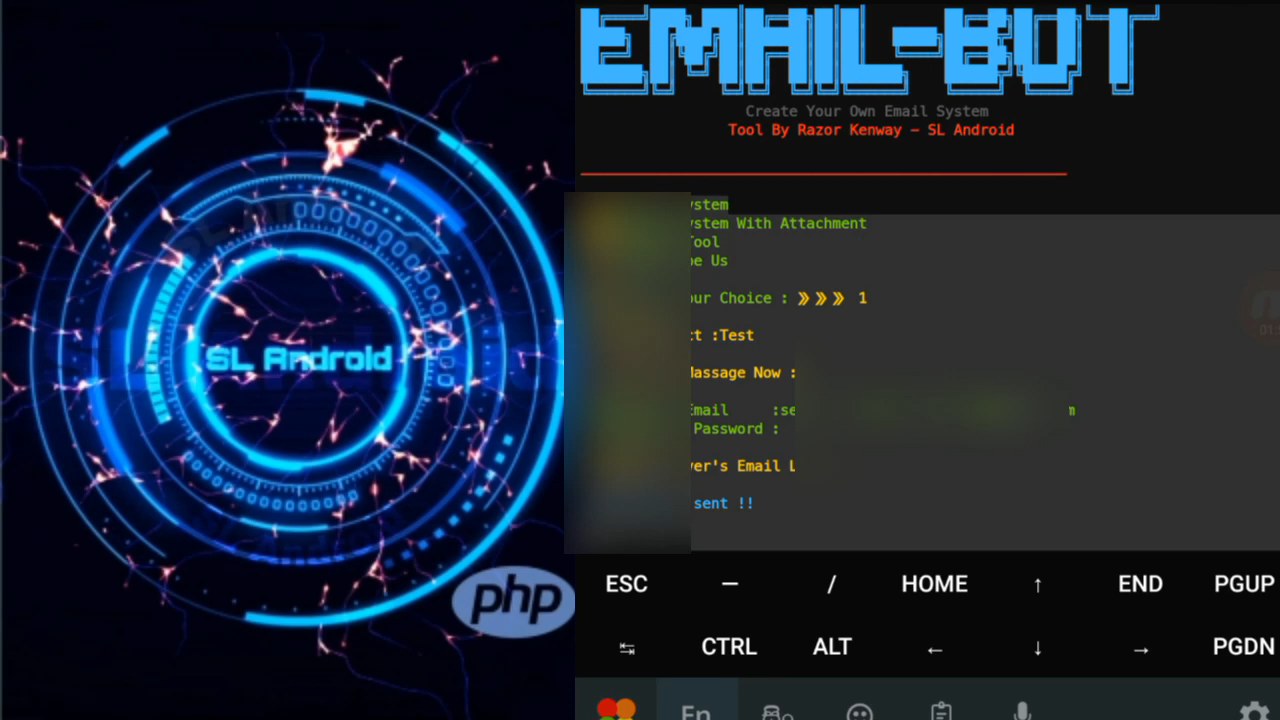 SL Android
php
EMAIL-BOT
Create Your Own Email System
Tool By Razor Kenway – SL Android
ystem
ystem With Attachment
Tool
be Us
our Choice : 1
ct :Test
Massage Now :
Email :se m
Password :
ver's Email L
sent !!
ESC — / HOME ↑ END PGUP
↹ CTRL ALT ← ↓ → PGDN
En